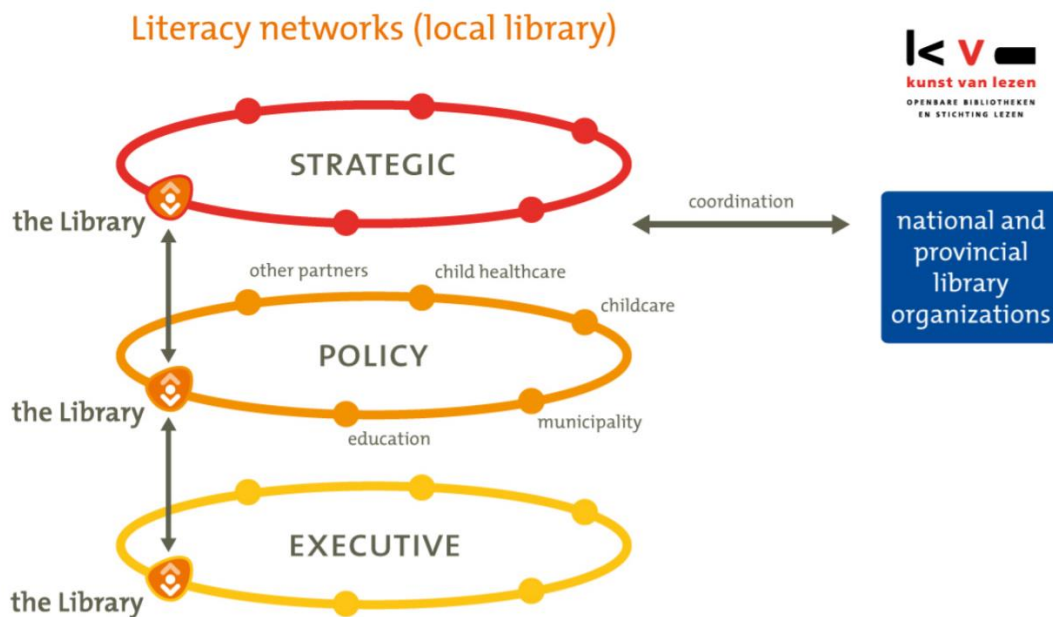 Literacy networks (local library)
kv
kunst van lezen
OPENBARE BIBLIOTHEKEN
EN STICHTING LEZEN
STRATEGIC
the Library
coordination
national and
provincial
library
organizations
other partners
child healthcare
childcare
POLICY
the Library
education
municipality
EXECUTIVE
the Library